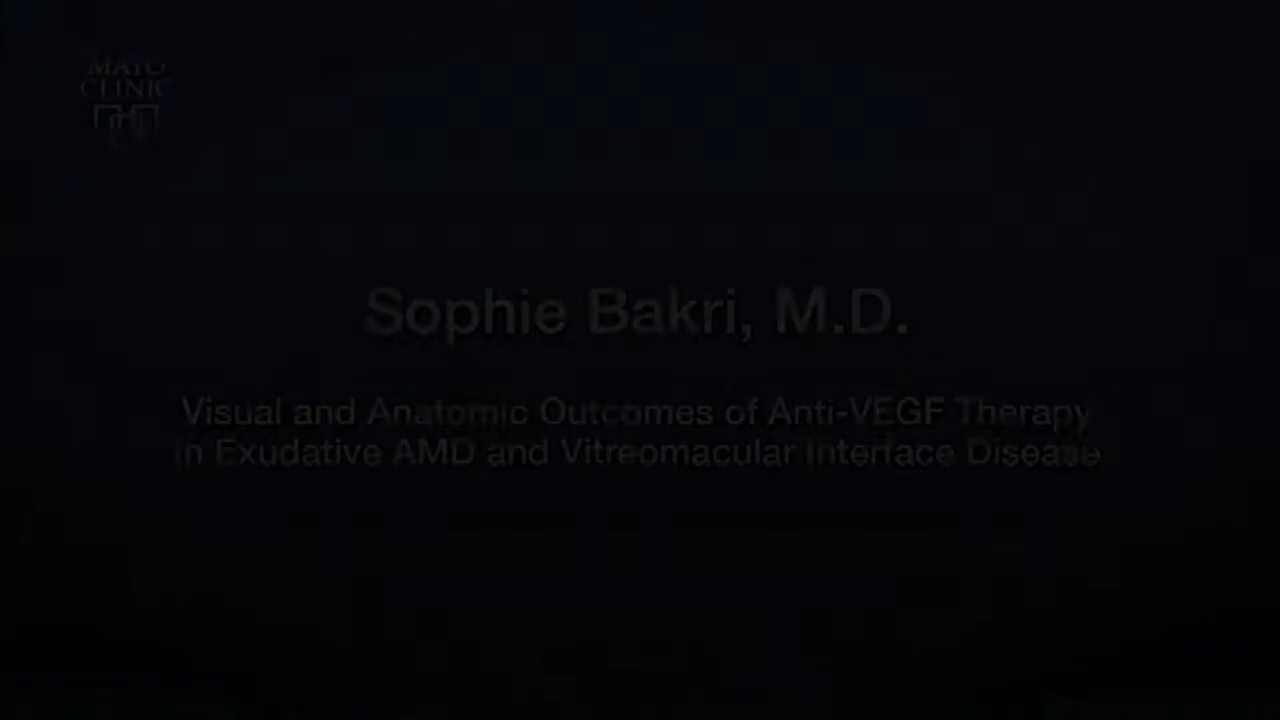 MAYO
CLINIC
Sophie Bakri, M.D.
Visual and Anatomic Outcomes of Anti-VEGF Therapy
in Exudative AMD and Vitreomacular Interface Disease